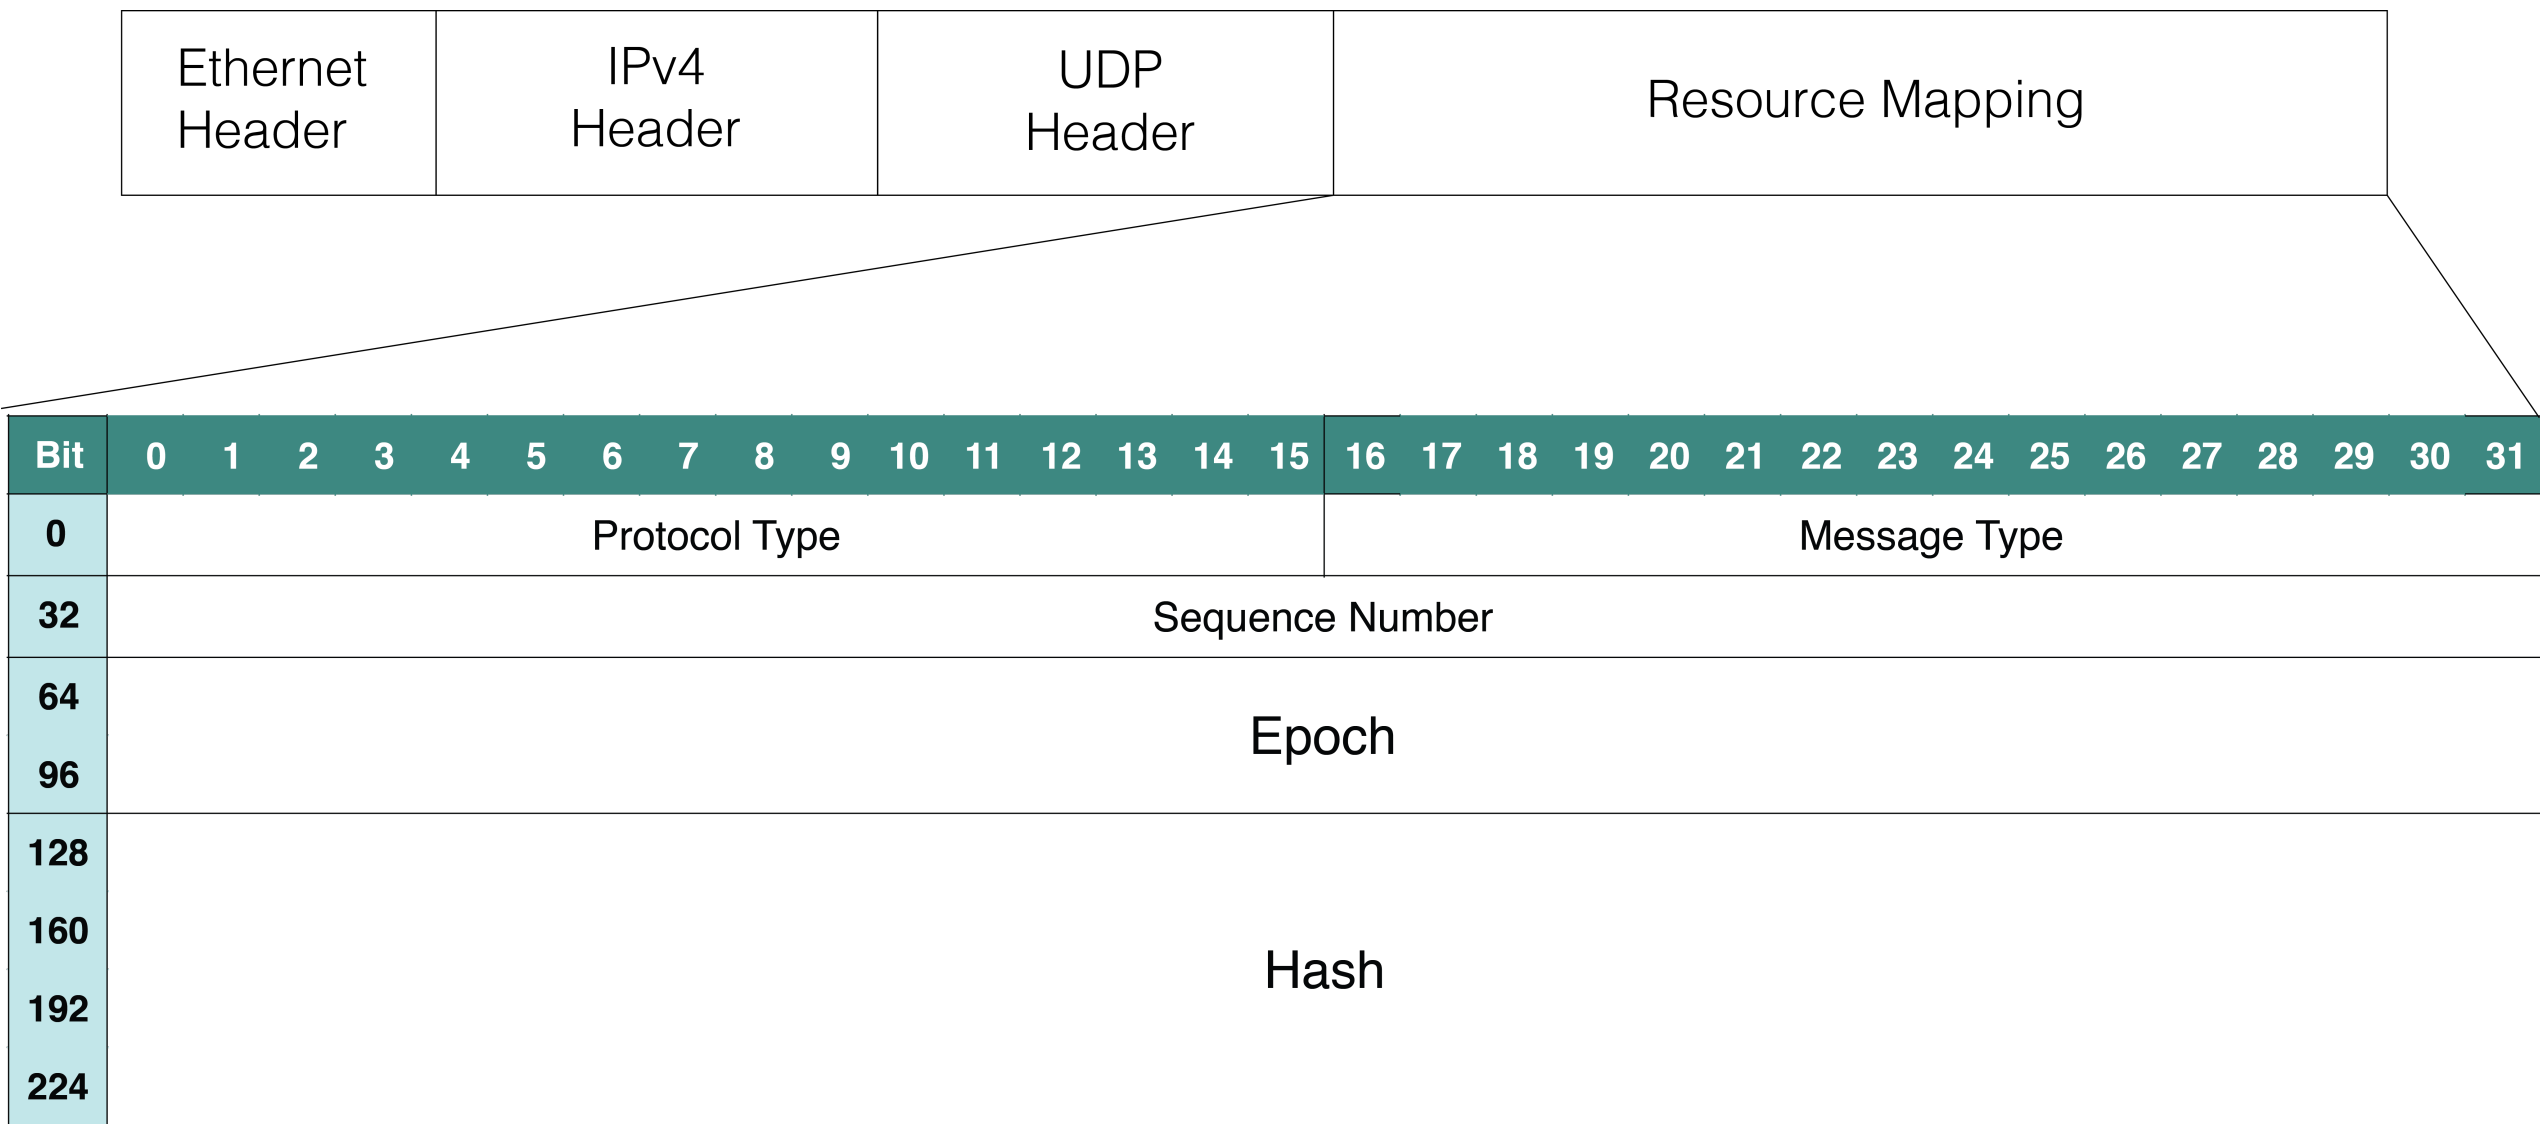 Ethernet
Header
IPv4
Header
UDP
Header
Resource Mapping
Bit 0 1 2 3 4 5 6 7 8 9 10 11 12 13 14 15 16 17 18 19 20 21 22 23 24 25 26 27 28 29 30 31
0 Protocol Type Message Type
32 Sequence Number
64
Epoch
96
128
160
Hash
192
224